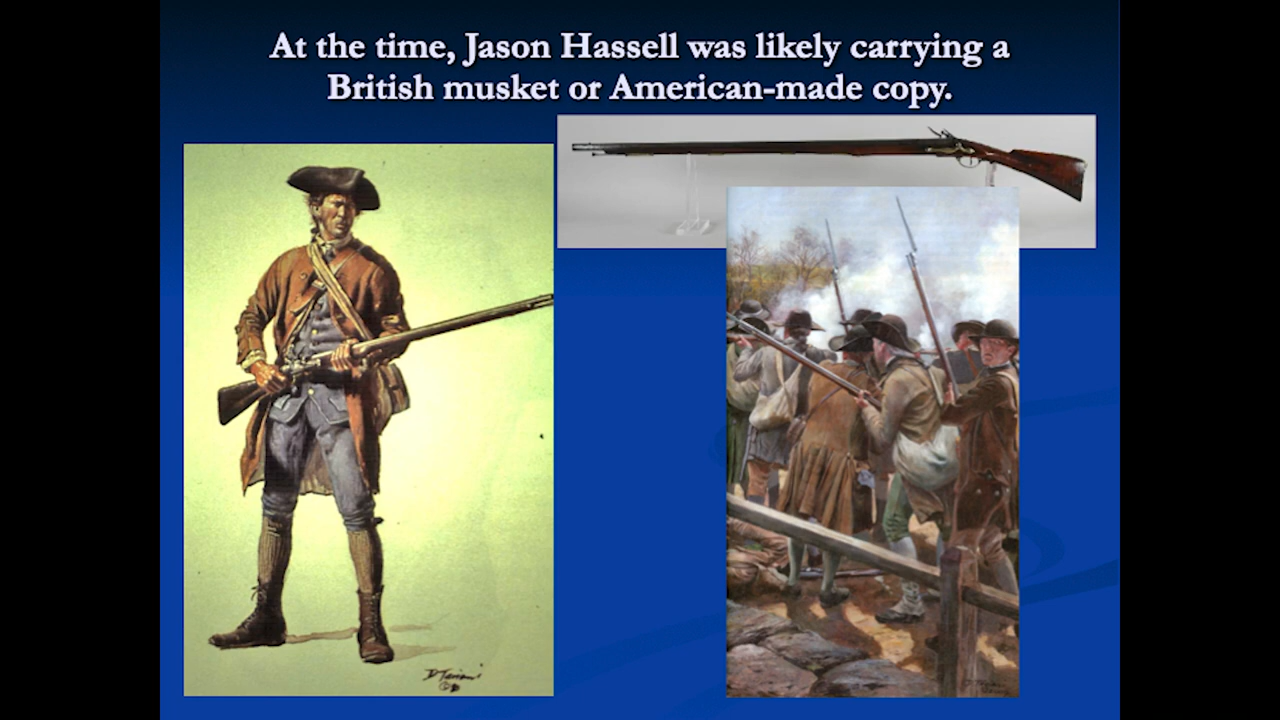 At the time, Jason Hassell was likely carrying a
British musket or American-made copy.